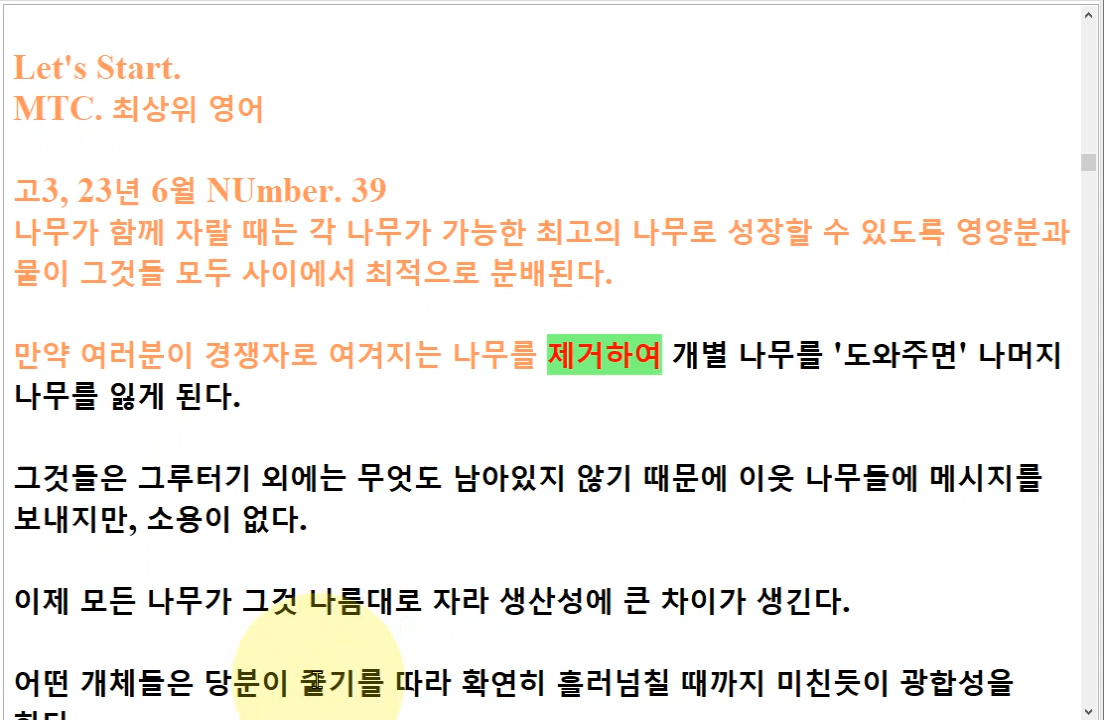 Let's Start.
MTC. 최상위 영어
고3, 23년 6월 NUmber. 39
나무가 함께 자랄 때는 각 나무가 가능한 최고의 나무로 성장할 수 있도록 영양분과
물이 그것들 모두 사이에서 최적으로 분배된다.
만약 여러분이 경쟁자로 여겨지는 나무를 제거하여 개별 나무를 '도와주면' 나머지
나무를 잃게 된다.
그것들은 그루터기 외에는 무엇도 남아있지 않기 때문에 이웃 나무들에 메시지를
보내지만, 소용이 없다.
이제 모든 나무가 그것 나름대로 자라 생산성에 큰 차이가 생긴다.
어떤 개체들은 당분이 줄기를 따라 확연히 흘러넘칠 때까지 미친듯이 광합성을